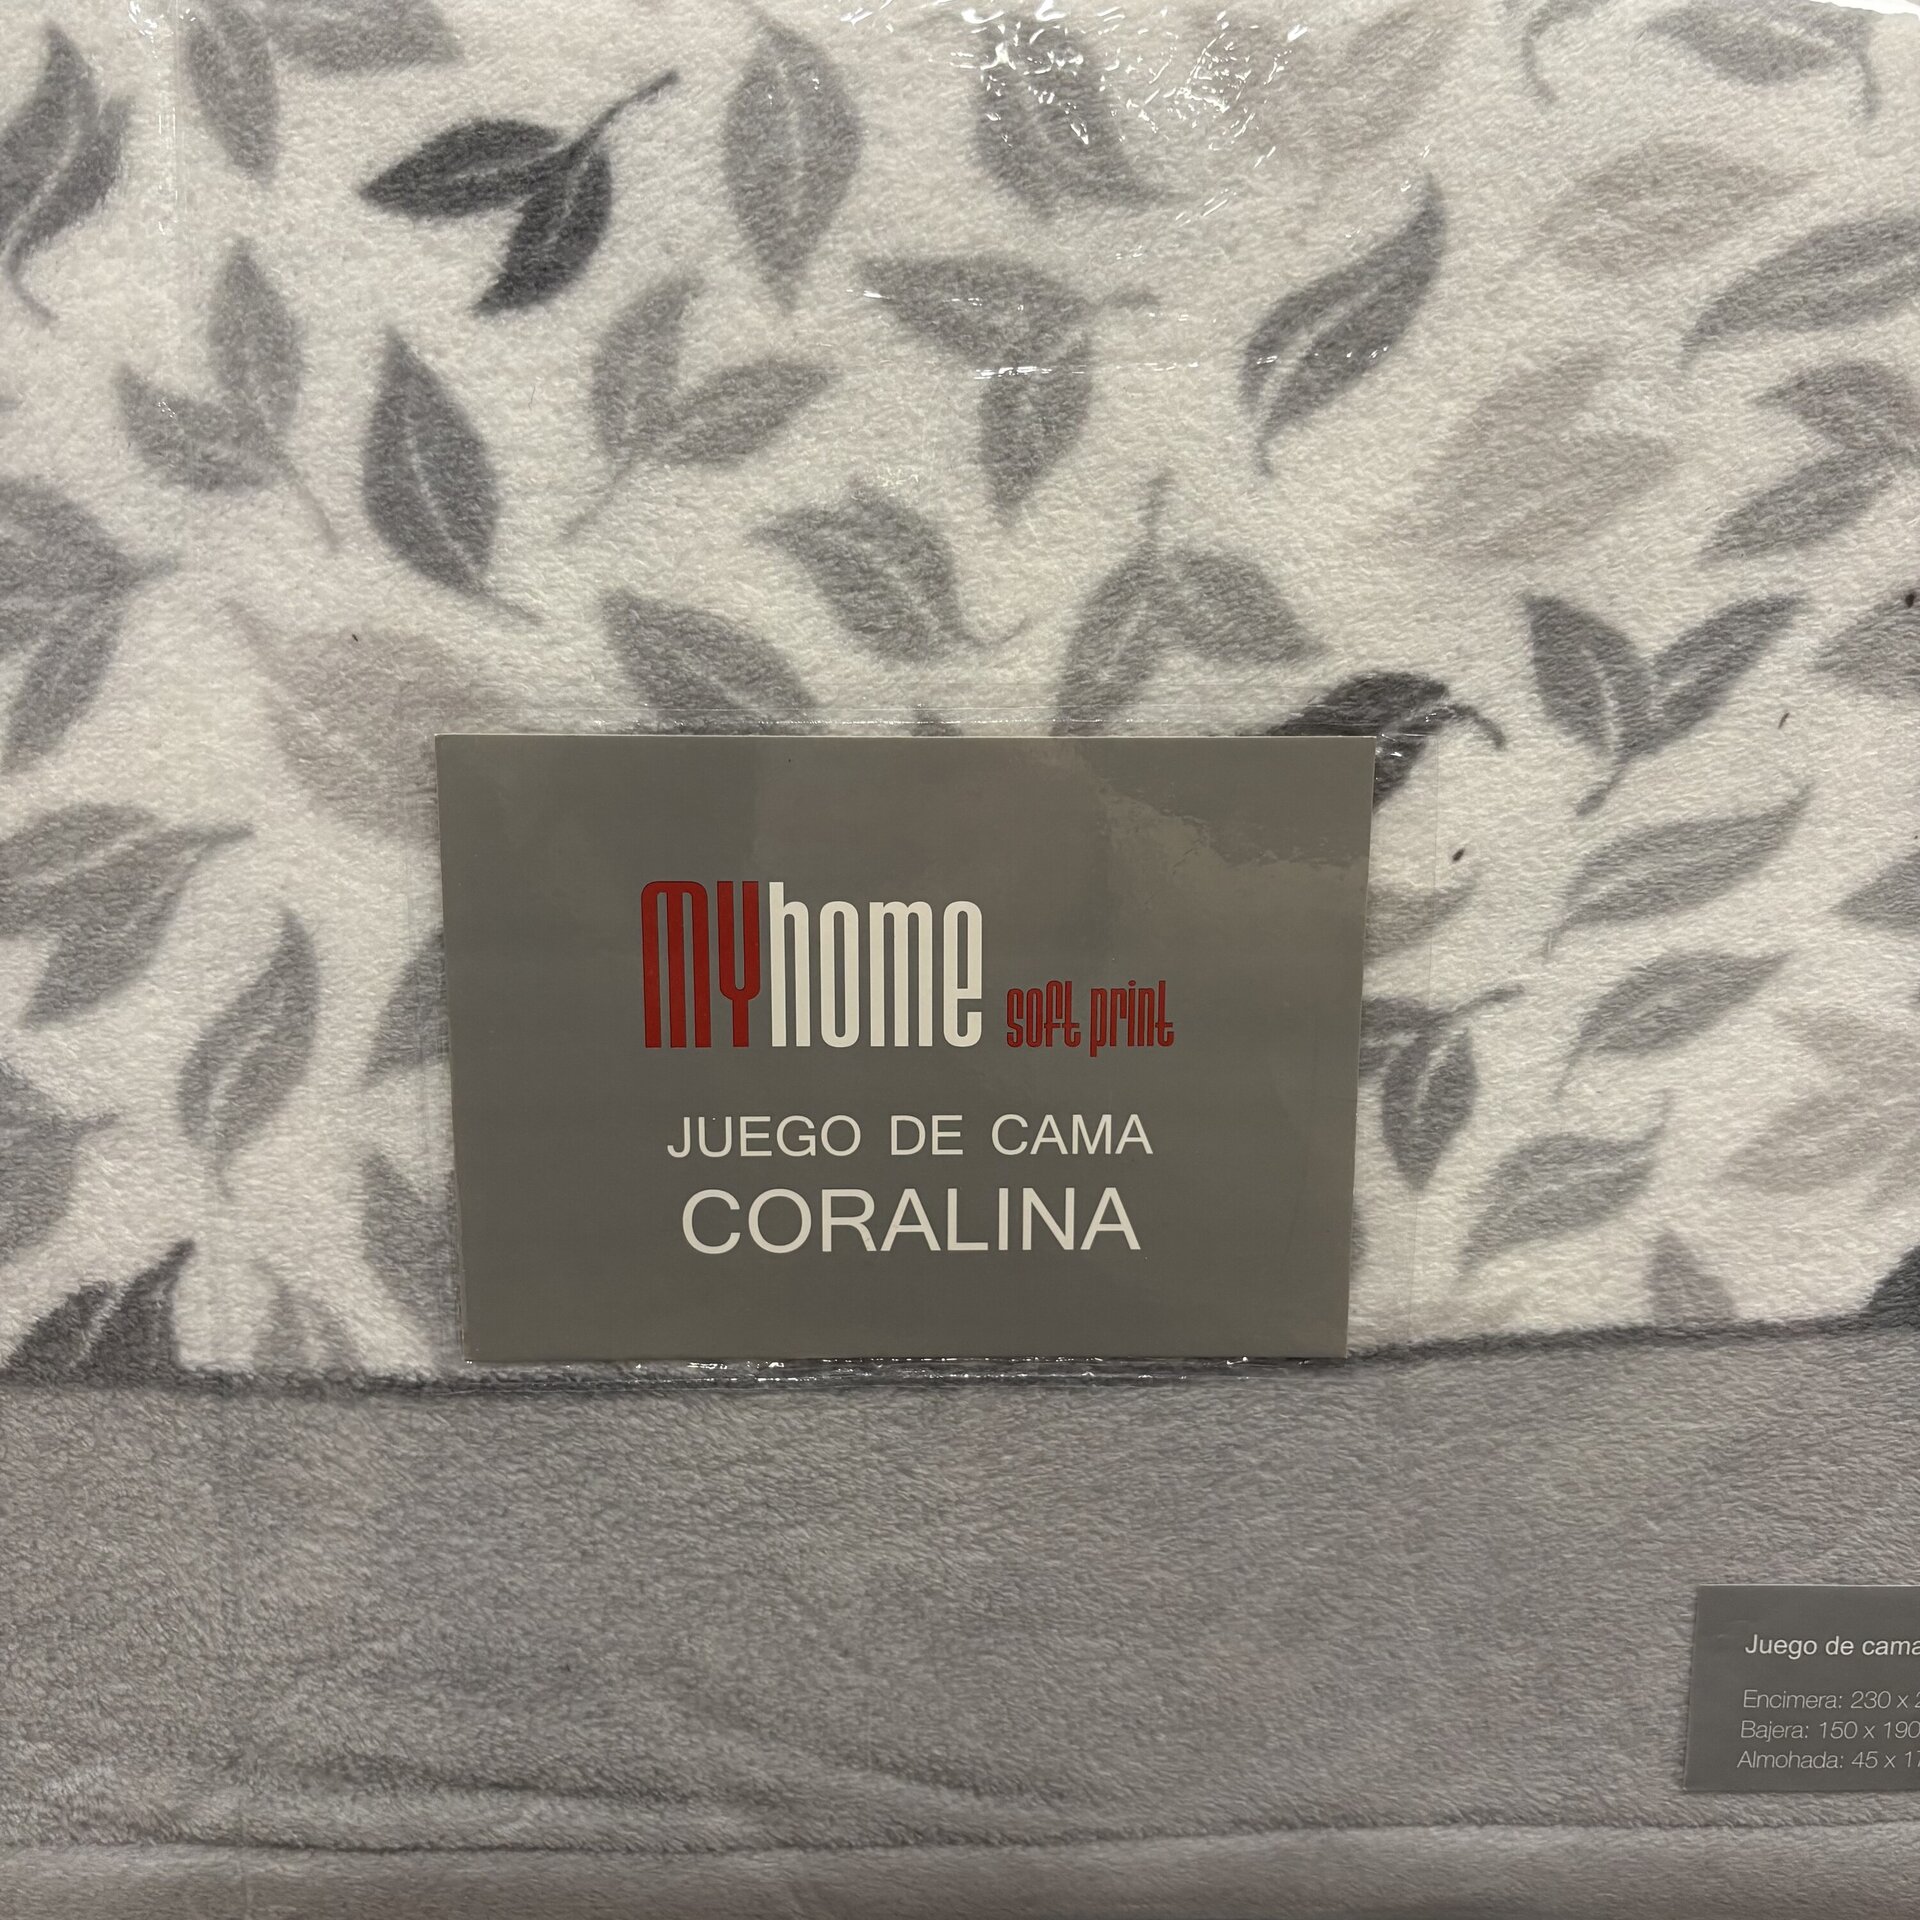 MYhome soft print
JUEGO DE CAMA
CORALINA
Juego de cama
Encimera: 230 x
Bajera: 150 x 190
Almohada: 45 x